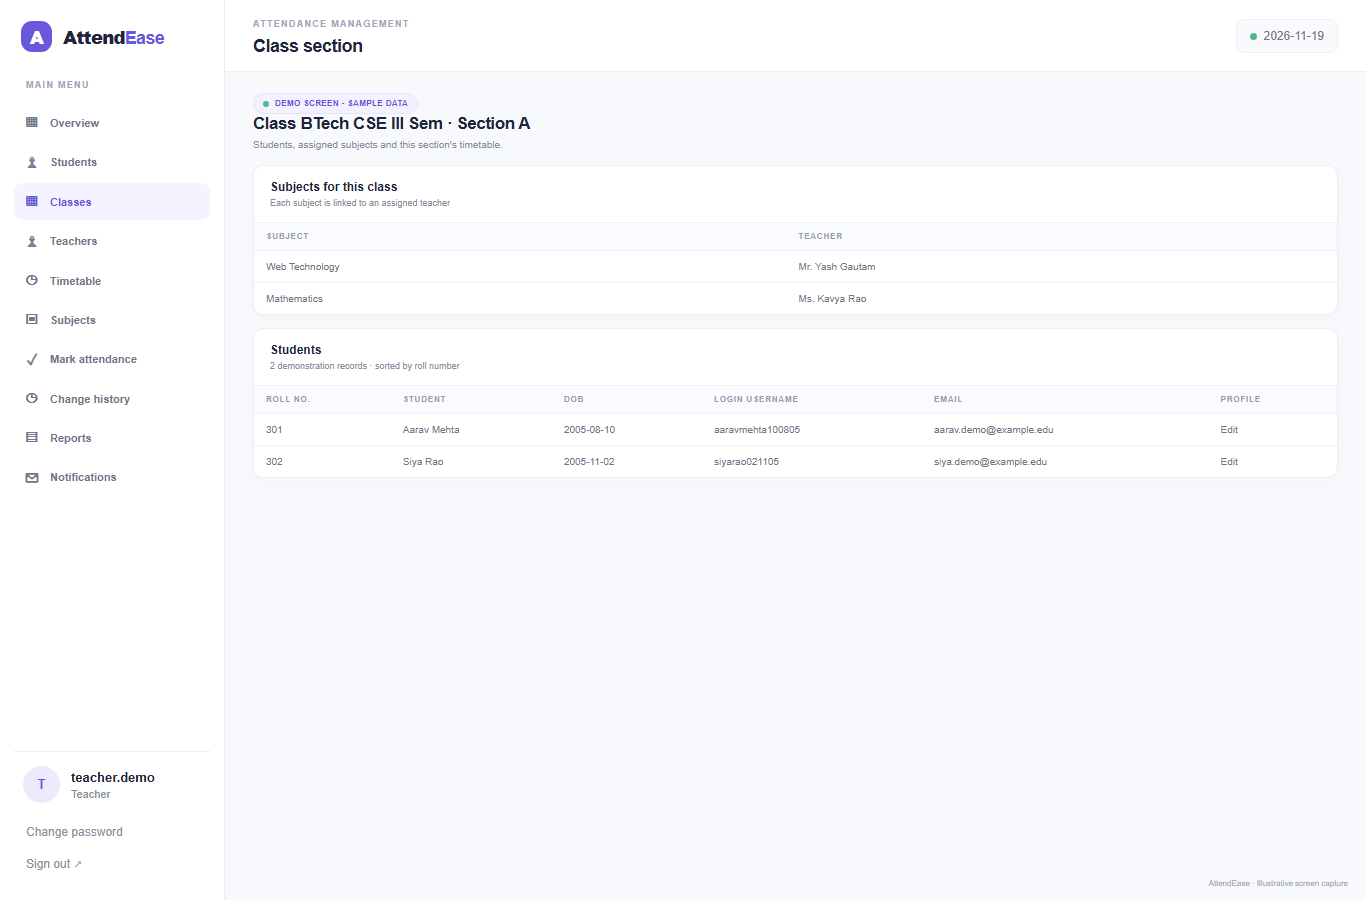 A AttendEase
MAIN MENU
Overview
Students
Classes
Teachers
Timetable
Subjects
Mark attendance
Change history
Reports
Notifications
T
teacher.demo
Teacher
Change password
Sign out ↗
ATTENDANCE MANAGEMENT
Class section
2026-11-19
DEMO SCREEN - SAMPLE DATA
Class BTech CSE III Sem · Section A
Students, assigned subjects and this section's timetable.
Subjects for this class
Each subject is linked to an assigned teacher
SUBJECT TEACHER
Web Technology Mr. Yash Gautam
Mathematics Ms. Kavya Rao
Students
2 demonstration records · sorted by roll number
ROLL NO. STUDENT DOB LOGIN USERNAME EMAIL PROFILE
301 Aarav Mehta 2005-08-10 aaravmehta100805 aarav.demo@example.edu Edit
302 Siya Rao 2005-11-02 siyarao021105 siya.demo@example.edu Edit
AttendEase · Illustrative screen capture